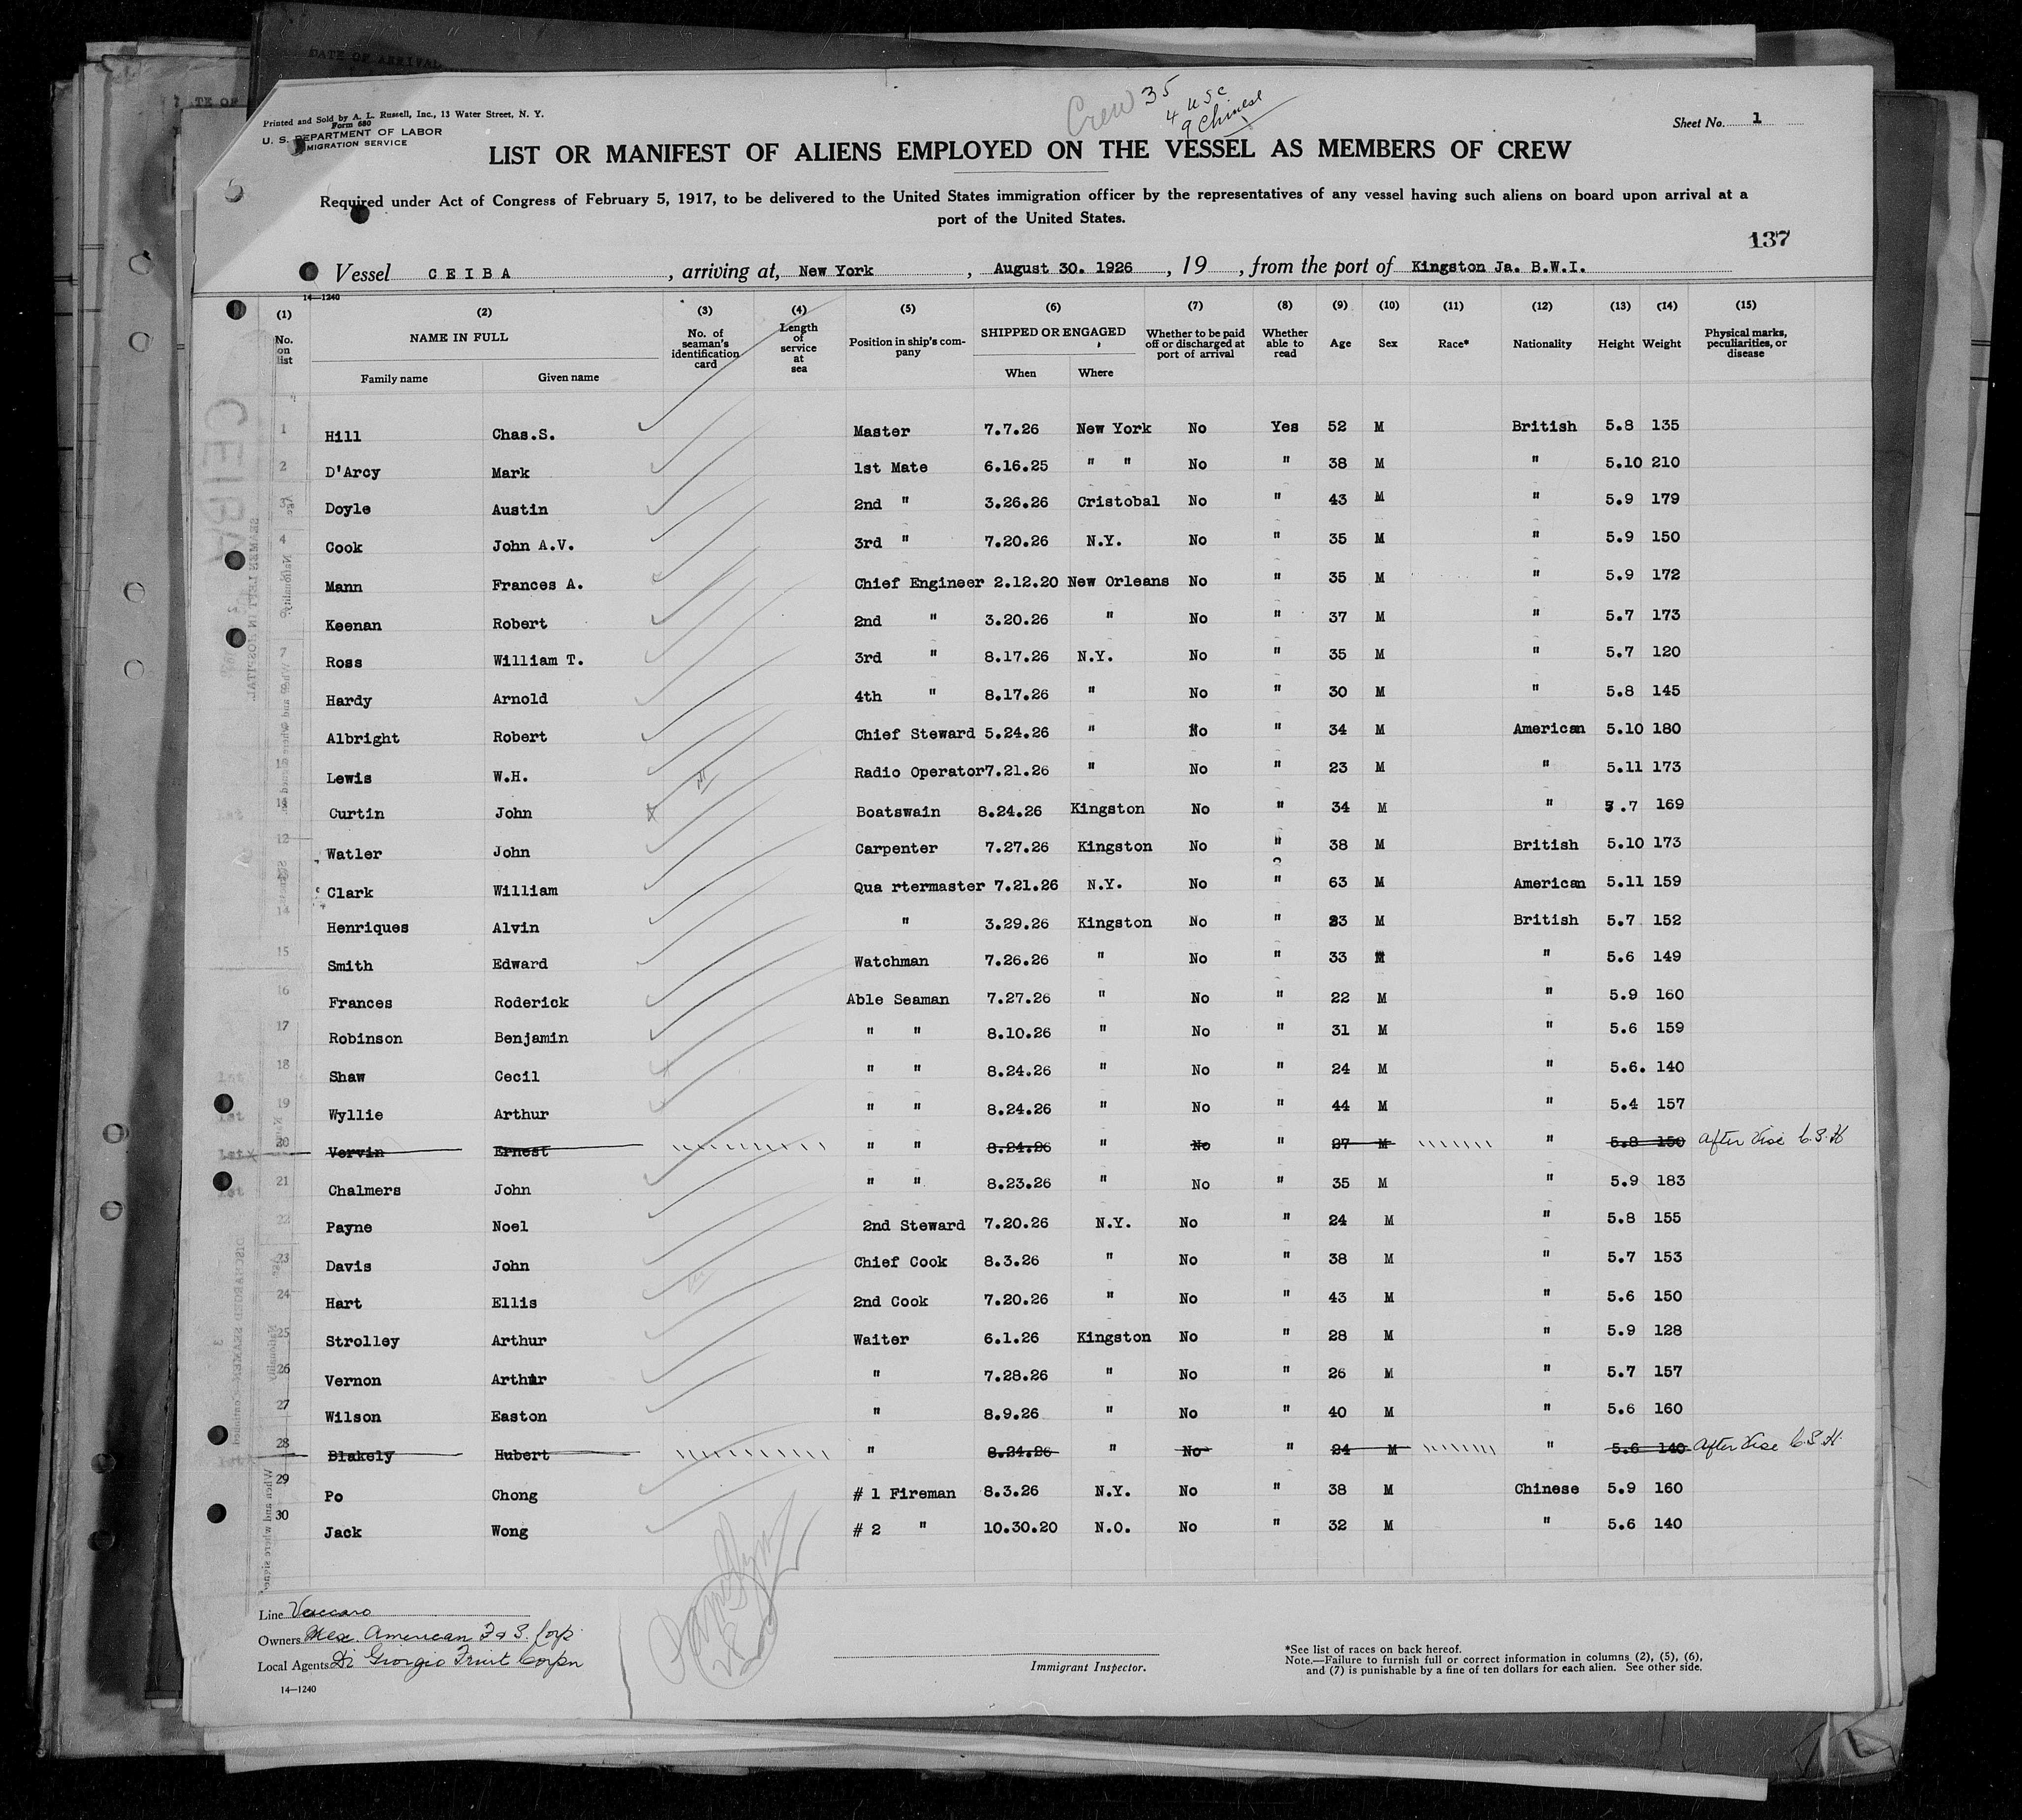 DATE OF ARRIVAL
Crew 35
4 USC
9 Chinese
Printed and Sold by A. L. Russell, Inc., 13 Water Street, N. Y.
Form 680
U. S. DEPARTMENT OF LABOR
IMMIGRATION SERVICE
Sheet No. 1
LIST OR MANIFEST OF ALIENS EMPLOYED ON THE VESSEL AS MEMBERS OF CREW
Required under Act of Congress of February 5, 1917, to be delivered to the United States immigration officer by the representatives of any vessel having such aliens on board upon arrival at a
port of the United States.
137
Vessel CEIBA, arriving at, New York, August 30. 1926, 19 , from the port of Kingston Ja. B.W.I.
14—1240
(1) (2) (3) (4) (5) (6) (7) (8) (9) (10) (11) (12) (13) (14) (15)
No. on list NAME IN FULL Family name Given name No. of seaman's identification card Length of service at sea Position in ship's company SHIPPED OR ENGAGED When Where Whether to be paid off or discharged at port of arrival Whether able to read Age Sex Race* Nationality Height Weight Physical marks, peculiarities, or disease
1 Hill Chas.S. Master 7.7.26 New York No Yes 52 M British 5.8 135
2 D'Arcy Mark 1st Mate 6.16.25 " " No " 38 M " 5.10 210
Doyle Austin 2nd " 3.26.26 Cristobal No " 43 M " 5.9 179
4 Cook John A.V. 3rd " 7.20.26 N.Y. No " 35 M " 5.9 150
Mann Frances A. Chief Engineer 2.12.20 New Orleans No " 35 M " 5.9 172
Keenan Robert 2nd " 3.20.26 " No " 37 M " 5.7 173
7 Ross William T. 3rd " 8.17.26 N.Y. No " 35 M " 5.7 120
Hardy Arnold 4th " 8.17.26 " No " 30 M " 5.8 145
Albright Robert Chief Steward 5.24.26 " No " 34 M American 5.10 180
Lewis W.H. Radio Operator 7.21.26 " No " 23 M " 5.11 173
11 Curtin John Boatswain 8.24.26 Kingston No " 34 M " 5.7 169
12 Watler John Carpenter 7.27.26 Kingston No " 38 M British 5.10 173
Clark William Qua rtermaster 7.21.26 N.Y. No " 63 M American 5.11 159
14 Henriques Alvin " 3.29.26 Kingston No " 23 M British 5.7 152
15 Smith Edward Watchman 7.26.26 " No " 33 M " 5.6 149
16 Frances Roderick Able Seaman 7.27.26 " No " 22 M " 5.9 160
17 Robinson Benjamin " " 8.10.26 " No " 31 M " 5.6 159
18 Shaw Cecil " " 8.24.26 " No " 24 M " 5.6. 140
19 Wyllie Arthur " " 8.24.26 " No " 44 M " 5.4 157
20 Vervin Ernest " " 8.24.26 " No " 27 M " 5.8 150 after Vise C.S.H
21 Chalmers John " " 8.23.26 " No " 35 M " 5.9 183
22 Payne Noel 2nd Steward 7.20.26 N.Y. No " 24 M " 5.8 155
23 Davis John Chief Cook 8.3.26 " No " 38 M " 5.7 153
24 Hart Ellis 2nd Cook 7.20.26 " No " 43 M " 5.6 150
25 Strolley Arthur Waiter 6.1.26 Kingston No " 28 M " 5.9 128
26 Vernon Arthur " 7.28.26 " No " 26 M " 5.7 157
27 Wilson Easton " 8.9.26 " No " 40 M " 5.6 160
28 Blakely Hubert " 8.24.26 " No " 24 M " 5.6 140 after Vise C.S.H.
29 Po Chong # 1 Fireman 8.3.26 N.Y. No " 38 M Chinese 5.9 160
30 Jack Wong # 2 " 10.30.20 N.O. No " 32 M " 5.6 140
Line Vaccaro
Owners Mex. American F & S. Corp.
Local Agents Di Giorgio Fruit Corpn
14—1240
Immigrant Inspector.
*See list of races on back hereof.
Note.—Failure to furnish full or correct information in columns (2), (5), (6),
and (7) is punishable by a fine of ten dollars for each alien. See other side.